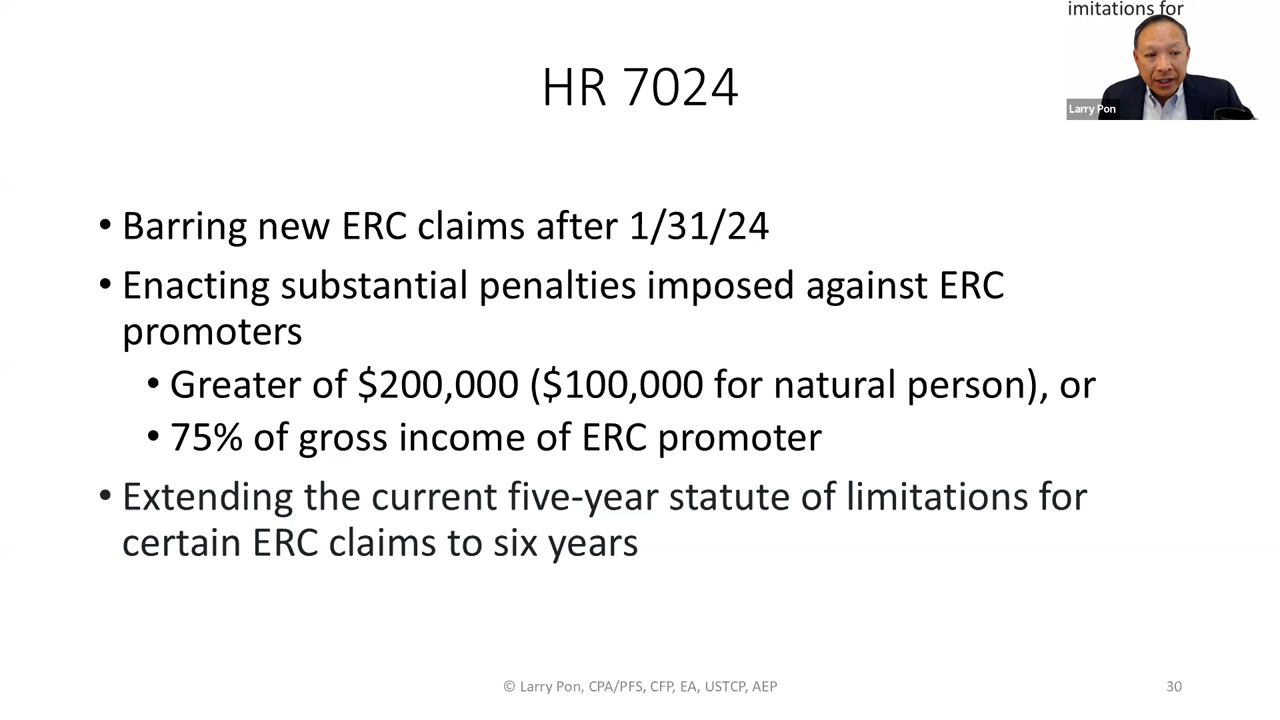 imitations for
Larry Pon
HR 7024
• Barring new ERC claims after 1/31/24
• Enacting substantial penalties imposed against ERC
promoters
• Greater of $200,000 ($100,000 for natural person), or
• 75% of gross income of ERC promoter
• Extending the current five-year statute of limitations for
certain ERC claims to six years
© Larry Pon, CPA/PFS, CFP, EA, USTCP, AEP
30